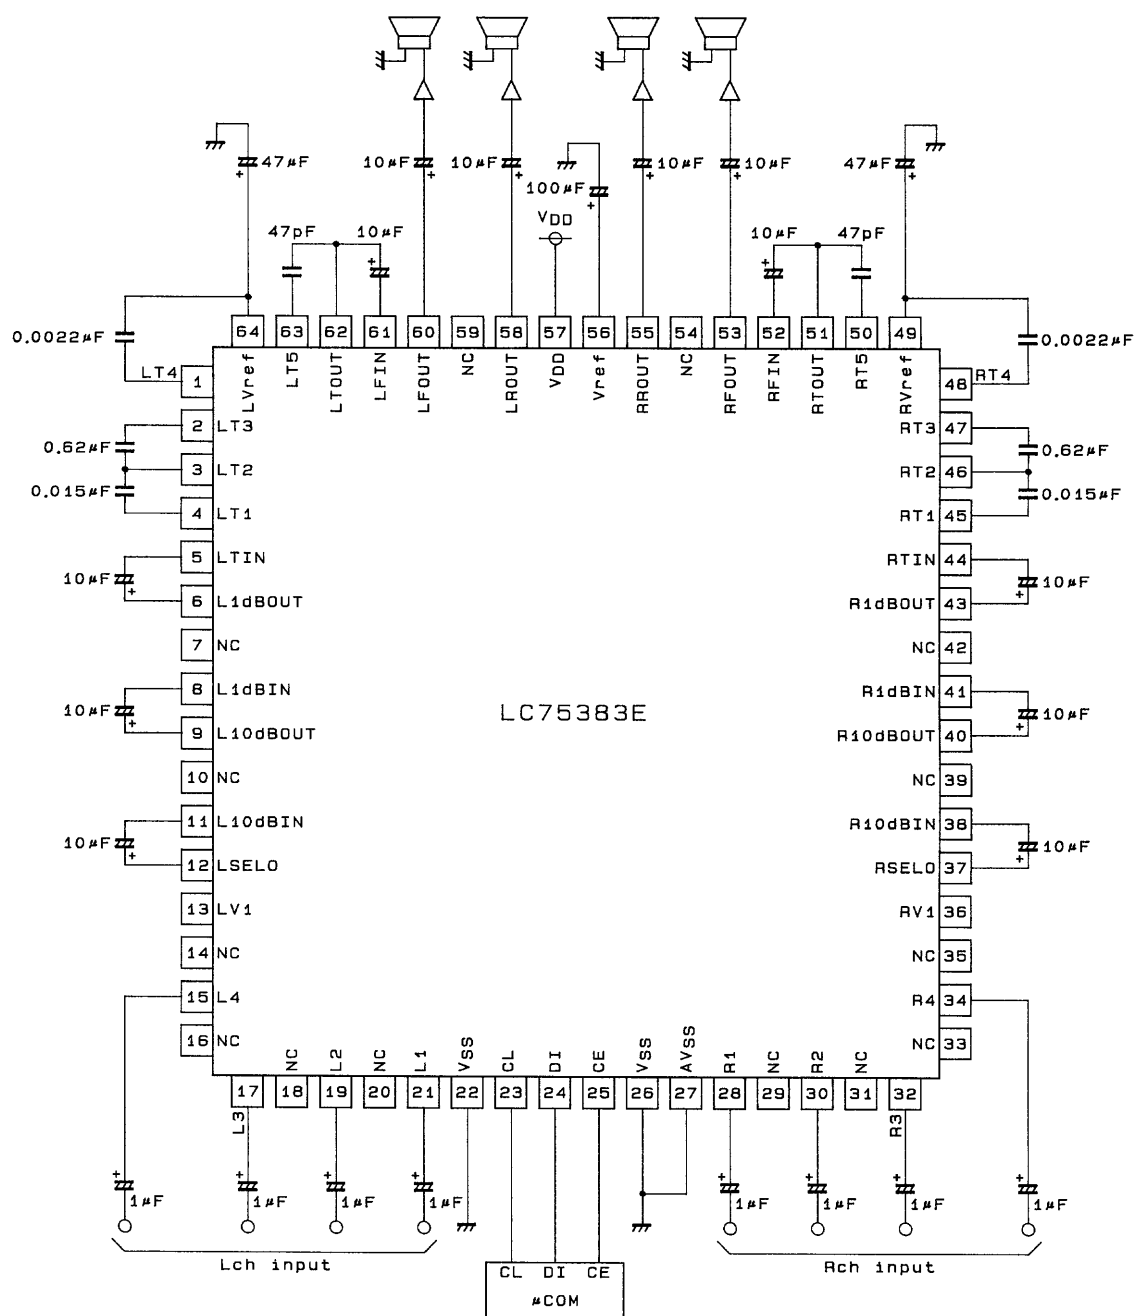 47µF 10µF 10µF 100µF 10µF 10µF 47µF
VDD
47pF 10µF 10µF 47pF
64 63 62 61 60 59 58 57 56 55 54 53 52 51 50 49
LVref LT5 LTOUT LFIN LFOUT NC LROUT VDD Vref RROUT NC RFOUT RFIN RTOUT RT5 RVref
0.0022µF 0.0022µF
LT4 1 48 RT4
2 LT3 RT3 47
0.62µF 0.62µF
3 LT2 RT2 46
0.015µF 0.015µF
4 LT1 RT1 45
5 LTIN RTIN 44
10µF 10µF
6 L1dBOUT R1dBOUT 43
7 NC NC 42
8 L1dBIN R1dBIN 41
10µF LC75383E 10µF
9 L10dBOUT R10dBOUT 40
10 NC NC 39
11 L10dBIN R10dBIN 38
10µF 10µF
12 LSELO RSELO 37
13 LV1 RV1 36
14 NC NC 35
15 L4 R4 34
16 NC NC 33
NC L2 NC L1 VSS CL DI CE VSS AVSS R1 NC R2 NC
17 18 19 20 21 22 23 24 25 26 27 28 29 30 31 32
L3 R3
1µF 1µF 1µF 1µF 1µF 1µF 1µF 1µF
Lch input Rch input
CL DI CE
µCOM